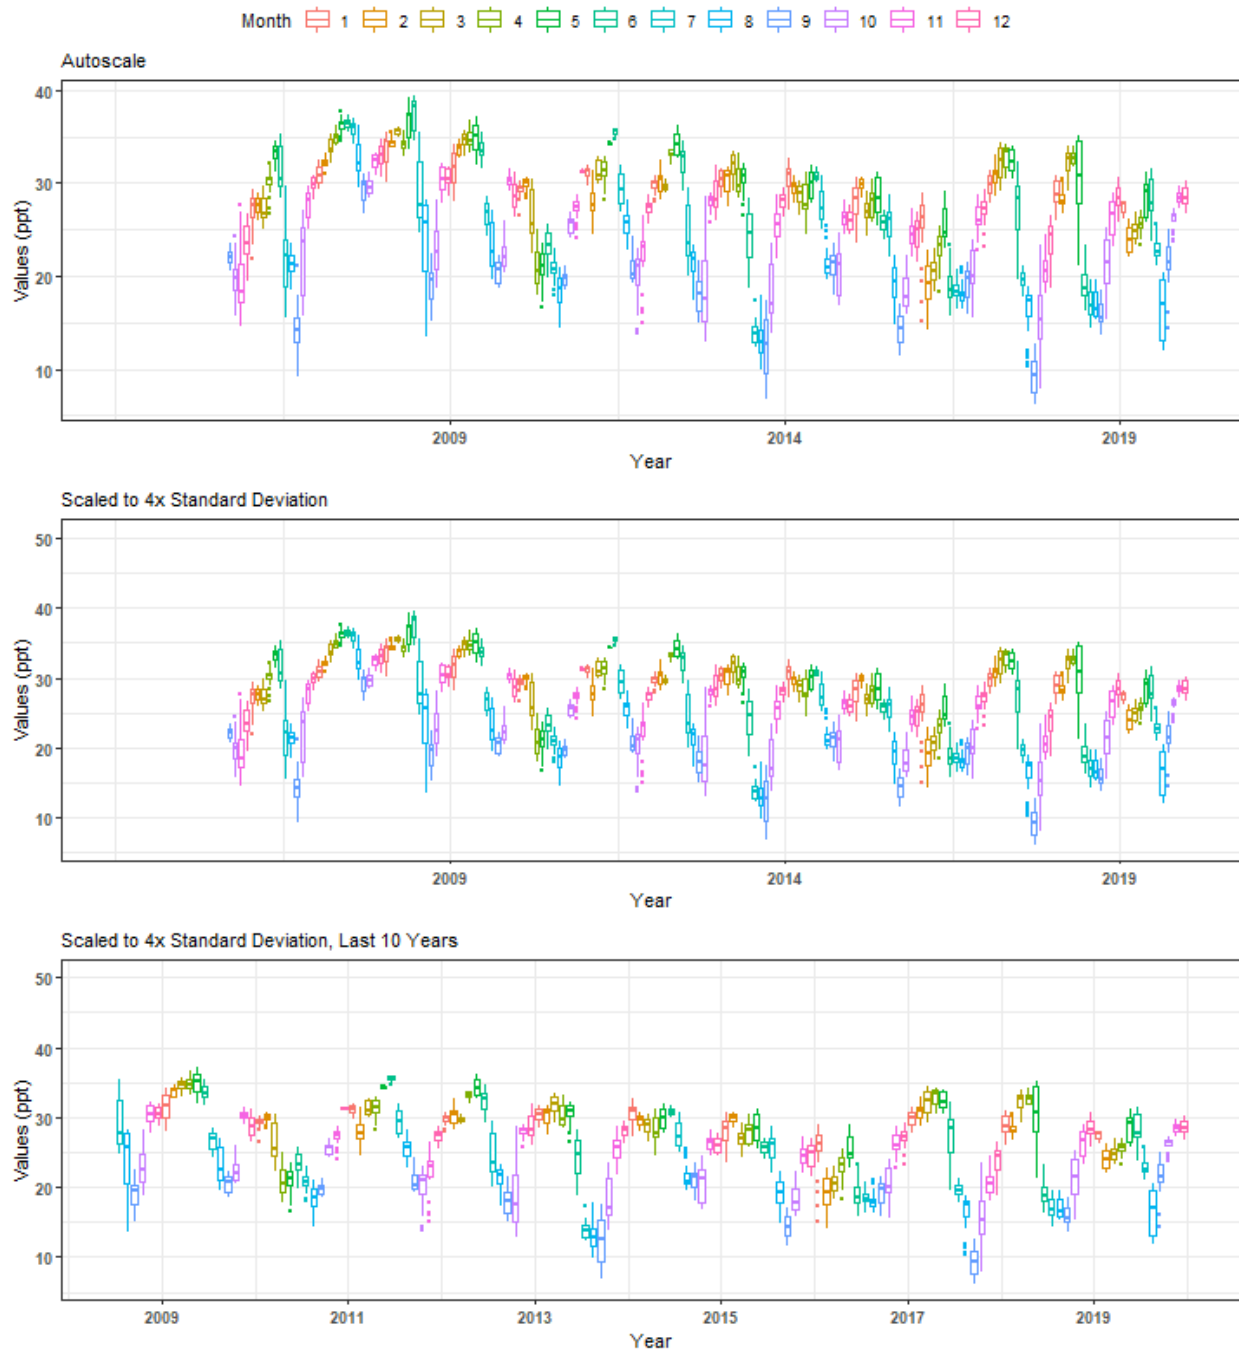 Month 1 2 3 4 5 6 7 8 9 10 11 12
Autoscale
40
30
20
10
Values (ppt)
2009 2014 2019
Year
Scaled to 4x Standard Deviation
50
40
30
20
10
Values (ppt)
2009 2014 2019
Year
Scaled to 4x Standard Deviation, Last 10 Years
50
40
30
20
10
Values (ppt)
2009 2011 2013 2015 2017 2019
Year